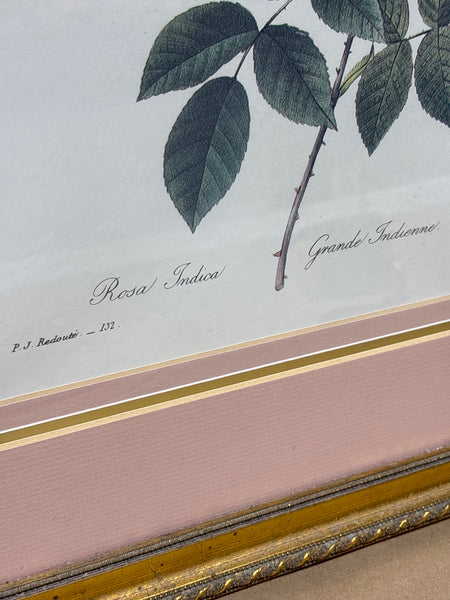 Rosa Indica
Grande Indienne.
P. J. Redouté. — 132.